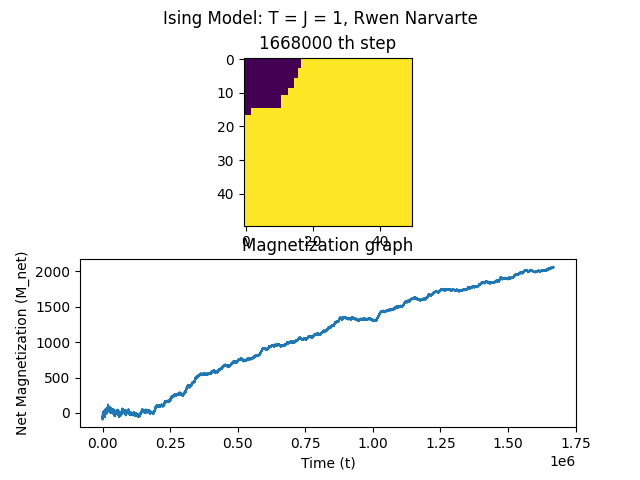 Ising Model: T = J = 1, Rwen Narvarte
1668000 th step
0
10
20
30
40
0 20 40
Magnetization graph
Net Magnetization (M_net)
2000
1500
1000
500
0
0.00 0.25 0.50 0.75 1.00 1.25 1.50 1.75
1e6
Time (t)